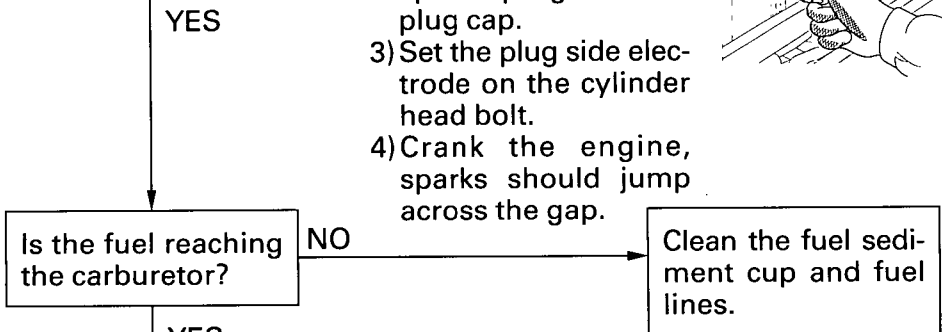 YES
plug cap.
3) Set the plug side elec-
trode on the cylinder
head bolt.
4) Crank the engine,
sparks should jump
across the gap.
Is the fuel reaching
the carburetor?
NO
Clean the fuel sedi-
ment cup and fuel
lines.
YES